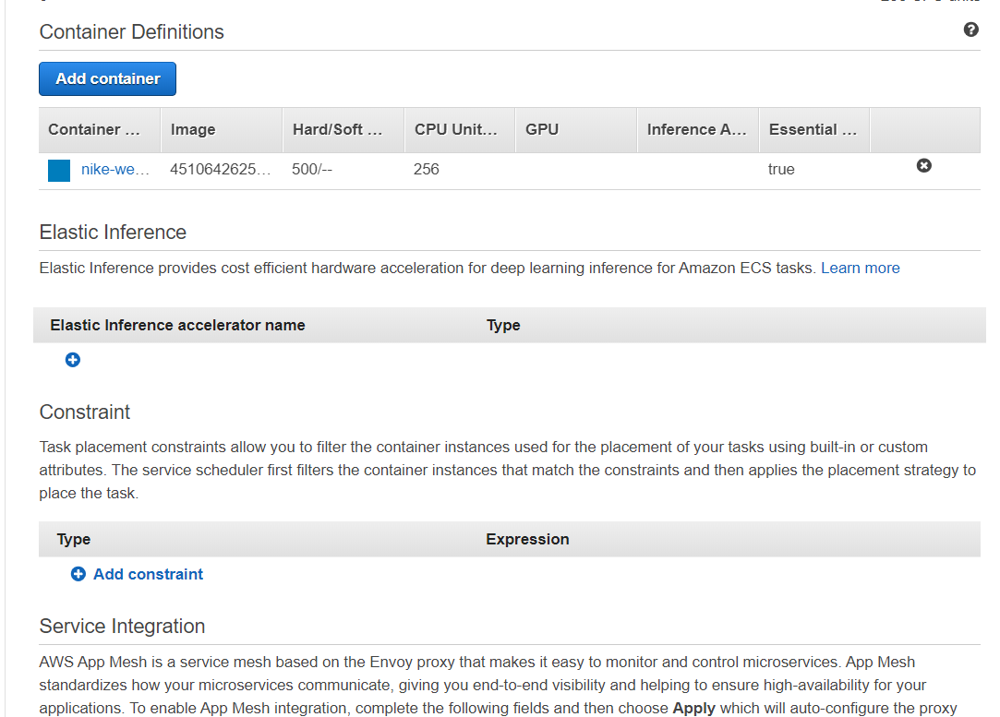 Container Definitions
Add container
Container ... Image Hard/Soft ... CPU Unit... GPU Inference A... Essential ...
nike-we... 4510642625... 500/-- 256 true
Elastic Inference
Elastic Inference provides cost efficient hardware acceleration for deep learning inference for Amazon ECS tasks. Learn more
Elastic Inference accelerator name Type
Constraint
Task placement constraints allow you to filter the container instances used for the placement of your tasks using built-in or custom
attributes. The service scheduler first filters the container instances that match the constraints and then applies the placement strategy to
place the task.
Type Expression
Add constraint
Service Integration
AWS App Mesh is a service mesh based on the Envoy proxy that makes it easy to monitor and control microservices. App Mesh
standardizes how your microservices communicate, giving you end-to-end visibility and helping to ensure high-availability for your
applications. To enable App Mesh integration, complete the following fields and then choose Apply which will auto-configure the proxy